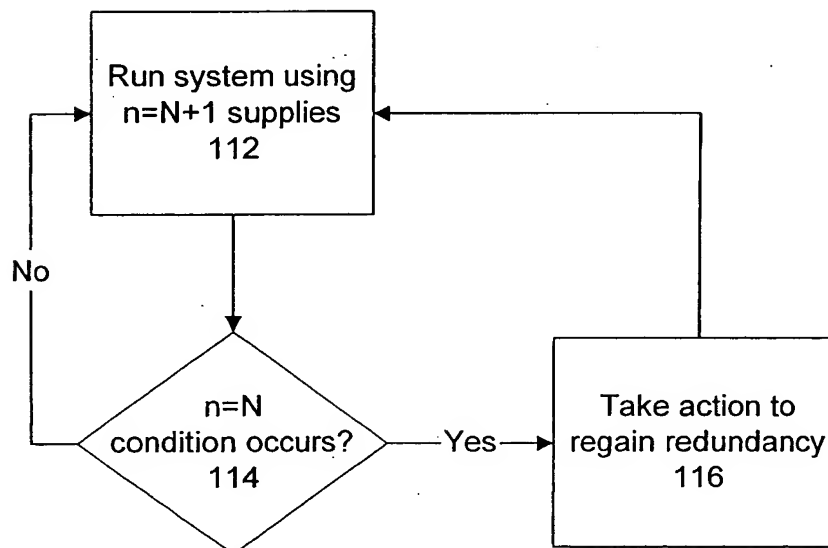 Run system using
n=N+1 supplies
112
No
n=N
condition occurs?
114
Yes
Take action to
regain redundancy
116